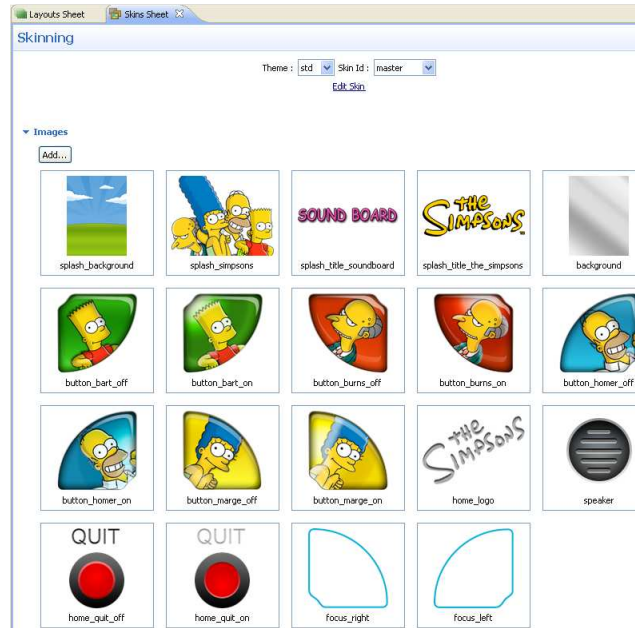 Layouts Sheet
Skins Sheet
Skinning
Theme : std Skin Id : master
Edit Skin
Images
Add...
SOUND BOARD
THE SIMPSONS
splash_background
splash_simpsons
splash_title_soundboard
splash_title_the_simpsons
background
button_bart_off
button_bart_on
button_burns_off
button_burns_on
button_homer_off
THE SIMPSONS
button_homer_on
button_marge_off
button_marge_on
home_logo
speaker
QUIT
QUIT
home_quit_off
home_quit_on
focus_right
focus_left